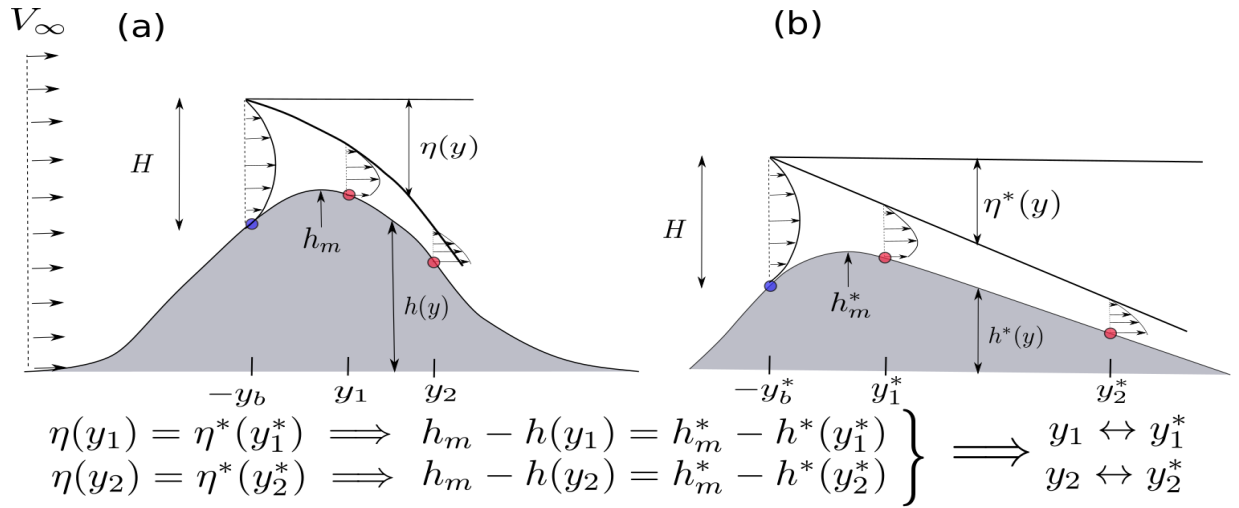 V∞ (a) (b)
H η(y)
H η*(y)
h_m h(y)
h*_m h*(y)
−y_b y_1 y_2 −y*_b y*_1 y*_2
η(y_1) = η*(y*_1) ⟹ h_m − h(y_1) = h*_m − h*(y*_1)
η(y_2) = η*(y*_2) ⟹ h_m − h(y_2) = h*_m − h*(y*_2)
} ⟹ y_1 ↔ y*_1
y_2 ↔ y*_2